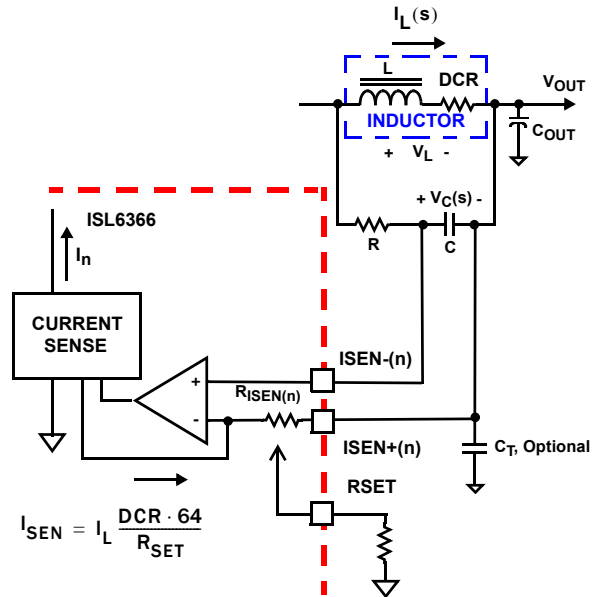 I_L(s)
L
DCR
V_OUT
INDUCTOR
C_OUT
+ V_L -
+ V_C(s) -
R
C
ISL6366
I_n
CURRENT
SENSE
ISEN-(n)
+
R_ISEN(n)
-
ISEN+(n)
C_T, Optional
RSET
I_SEN = I_L DCR · 64 / R_SET